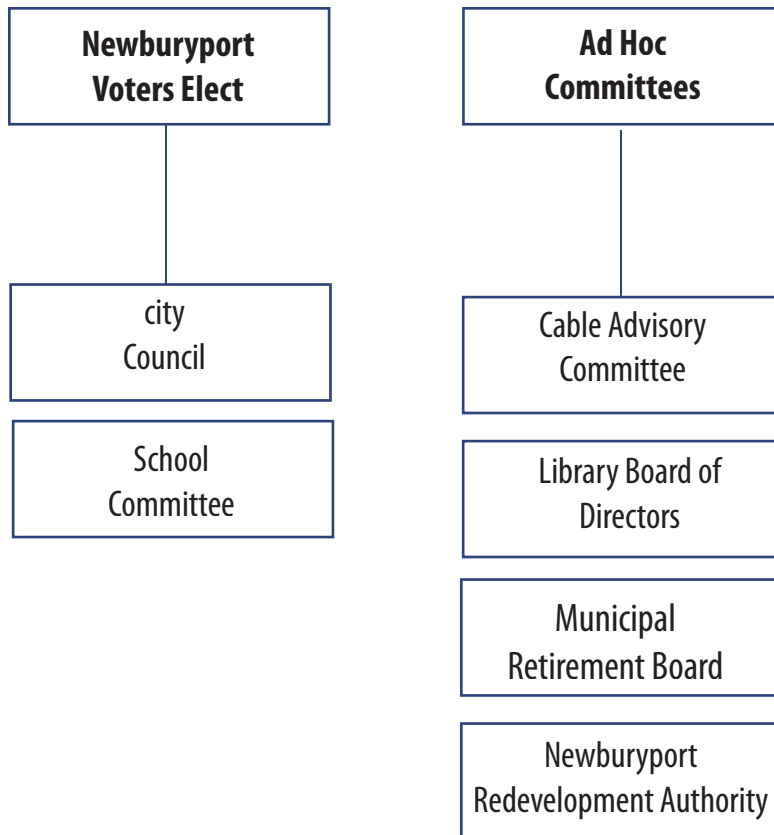 Newburyport
Voters Elect
city
Council
School
Committee
Ad Hoc
Committees
Cable Advisory
Committee
Library Board of
Directors
Municipal
Retirement Board
Newburyport
Redevelopment Authority